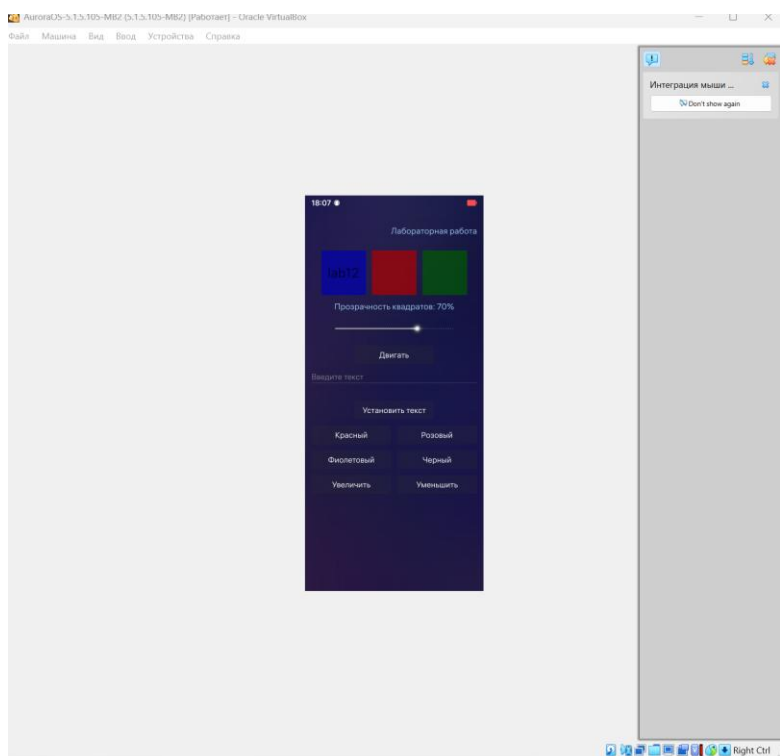 AuroraOS-5.1.5.105-MB2 (5.1.5.105-MB2) [Работает] - Oracle VirtualBox
Файл Машина Вид Ввод Устройства Справка
Интеграция мыши ...
Don't show again
18:07
Лабораторная работа
lab12
Прозрачность квадратов: 70%
Двигать
Введите текст
Установить текст
Красный Розовый
Фиолетовый Черный
Увеличить Уменьшить
Right Ctrl